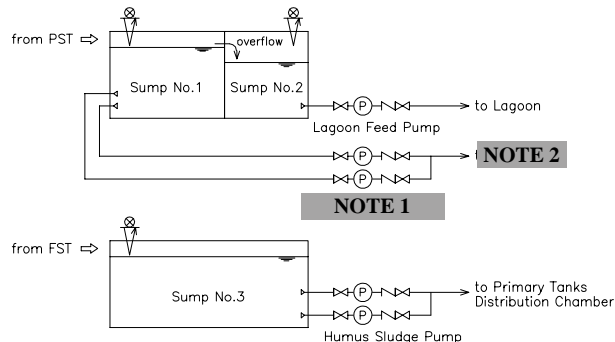 from PST
overflow
Sump No.1
Sump No.2
P
to Lagoon
Lagoon Feed Pump
P
NOTE 2
P
NOTE 1
from FST
Sump No.3
P
to Primary Tanks
Distribution Chamber
P
Humus Sludge Pump